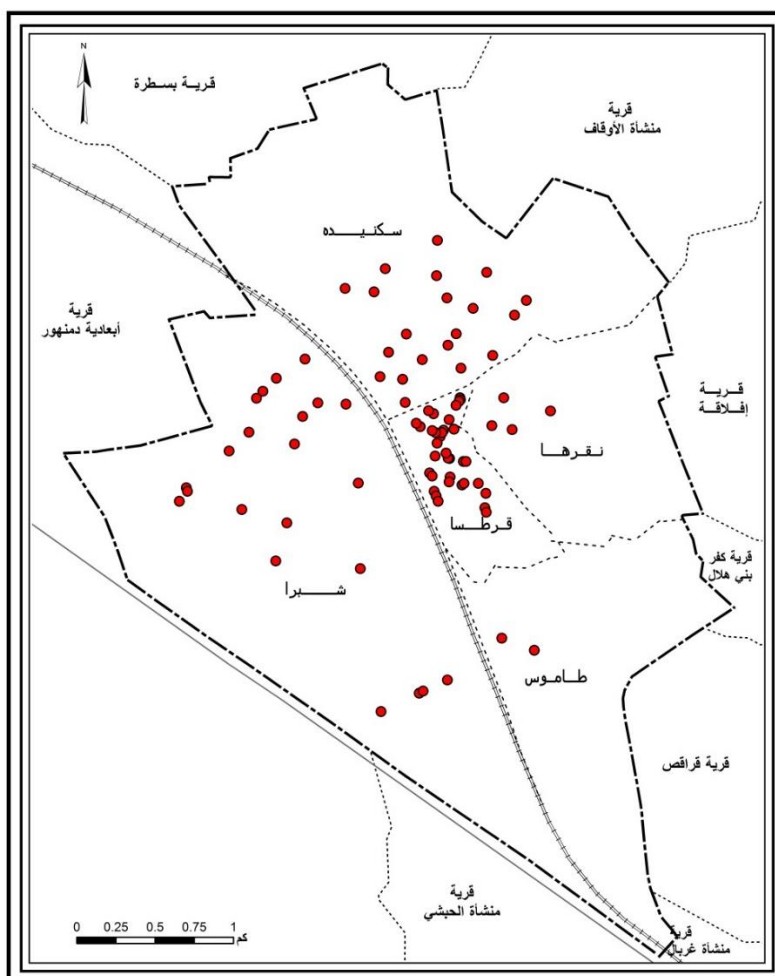 N
قرية بسطرة
قرية
منشأة الأوقاف
سكنيده
قرية
أبعادية دمنهور
قرية
إفلاقة
نقرها
قرطسا
قرية كفر
بني هلال
شبرا
طاموس
قرية قراقص
قرية
منشأة الحبشي
0 0.25 0.5 0.75 1
كم
قرية
منشأة غربال